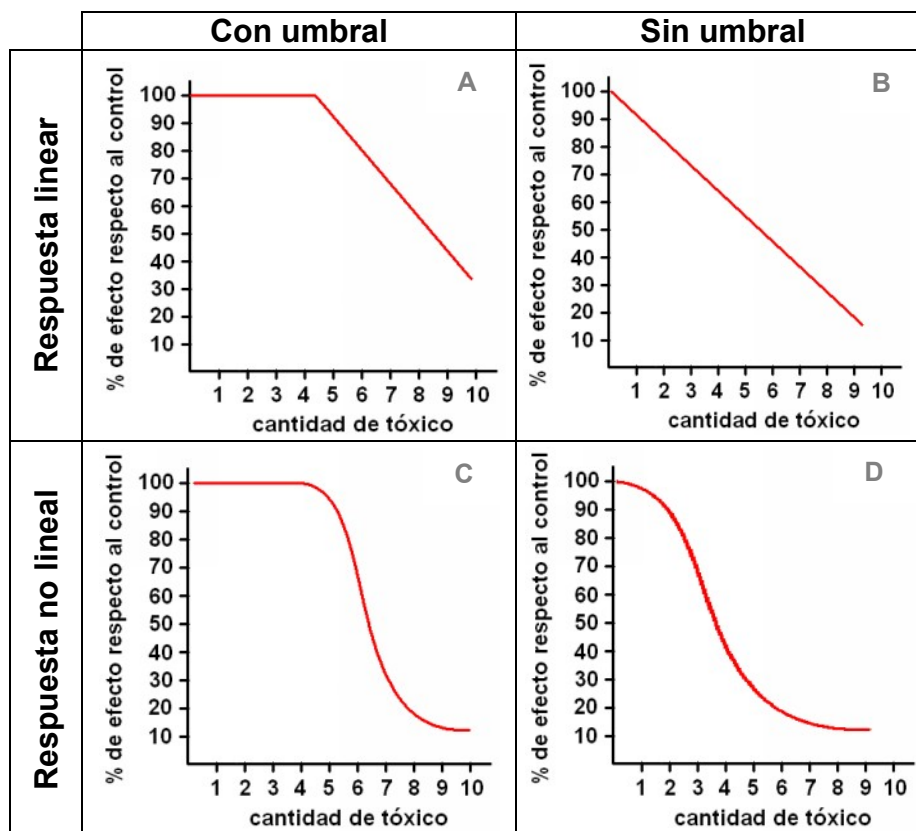 Con umbral
Sin umbral
Respuesta linear
A
% de efecto respecto al control
100
90
80
70
60
50
40
30
20
10
1 2 3 4 5 6 7 8 9 10
cantidad de tóxico
B
% de efecto respecto al control
100
90
80
70
60
50
40
30
20
10
1 2 3 4 5 6 7 8 9 10
cantidad de tóxico
Respuesta no lineal
C
% de efecto respecto al control
100
90
80
70
60
50
40
30
20
10
1 2 3 4 5 6 7 8 9 10
cantidad de tóxico
D
% de efecto respecto al control
100
90
80
70
60
50
40
30
20
10
1 2 3 4 5 6 7 8 9 10
cantidad de tóxico